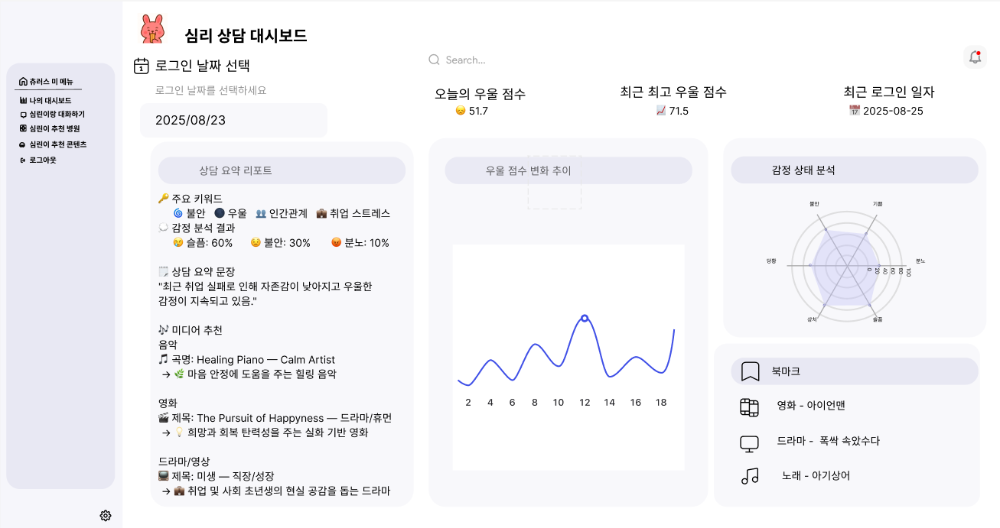 심리 상담 대시보드
츄러스 미 메뉴
나의 대시보드
심린이랑 대화하기
심린이 추천 병원
심린이 추천 콘텐츠
로그아웃
1
로그인 날짜 선택
로그인 날짜를 선택하세요
2025/08/23
Search...
오늘의 우울 점수
😞 51.7
최근 최고 우울 점수
📈 71.5
최근 로그인 일자
📅 2025-08-25
상담 요약 리포트
🔑 주요 키워드
🌀 불안 🌑 우울 👥 인간관계 💼 취업 스트레스
💭 감정 분석 결과
😢 슬픔: 60% 😟 불안: 30% 😡 분노: 10%
🗒️ 상담 요약 문장
"최근 취업 실패로 인해 자존감이 낮아지고 우울한
감정이 지속되고 있음."
🎶 미디어 추천
음악
🎵 곡명: Healing Piano — Calm Artist
→ 🌿 마음 안정에 도움을 주는 힐링 음악
영화
🎬 제목: The Pursuit of Happyness — 드라마/휴먼
→ 💡 희망과 회복 탄력성을 주는 실화 기반 영화
드라마/영상
📺 제목: 미생 — 직장/성장
→ 💼 취업 및 사회 초년생의 현실 공감을 돕는 드라마
우울 점수 변화 추이
2 4 6 8 10 12 14 16 18
감정 상태 분석
불안
기쁨
당황
분노
0 20 40 60 80 100
상처
슬픔
북마크
영화 - 아이언맨
드라마 - 폭싹 속았수다
노래 - 아기상어